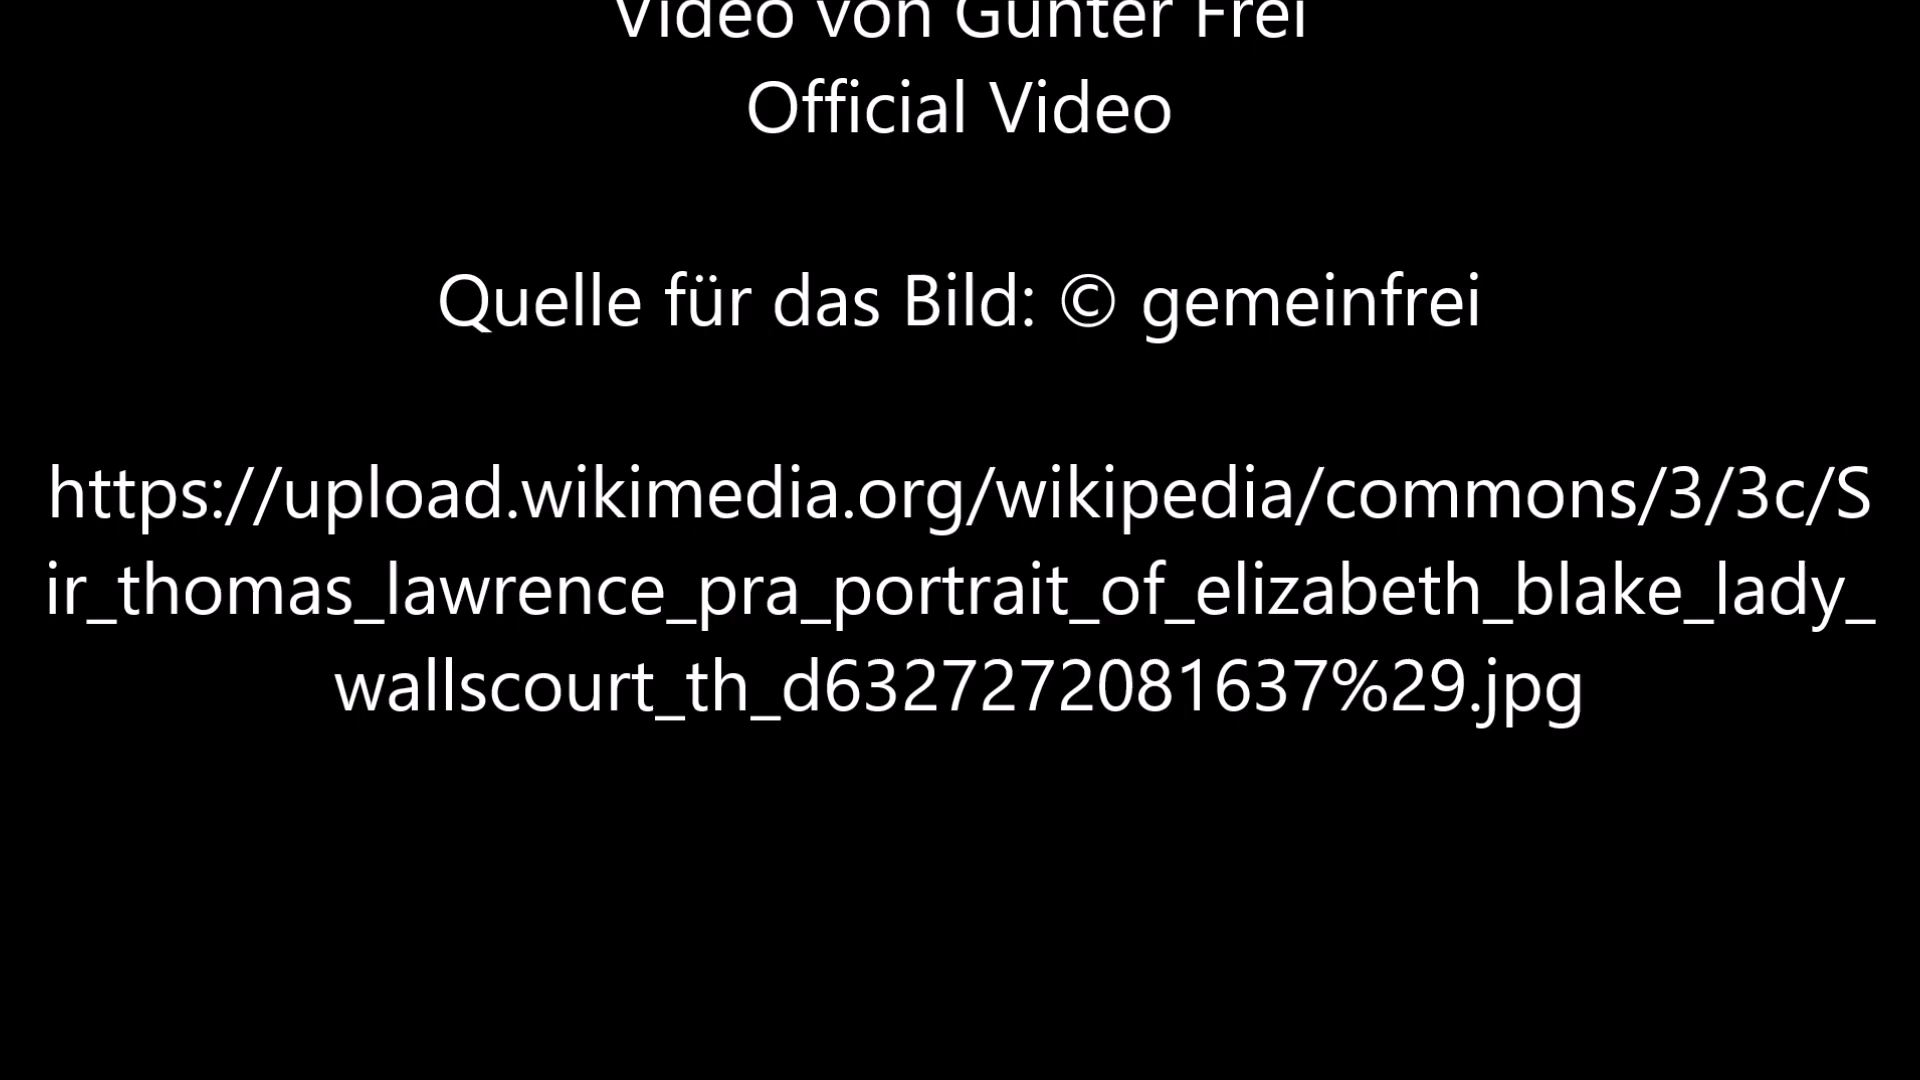 Video von Gunter Frei
Official Video
Quelle für das Bild: © gemeinfrei
https://upload.wikimedia.org/wikipedia/commons/3/3c/S
ir_thomas_lawrence_pra_portrait_of_elizabeth_blake_lady_
wallscourt_th_d6327272081637%29.jpg